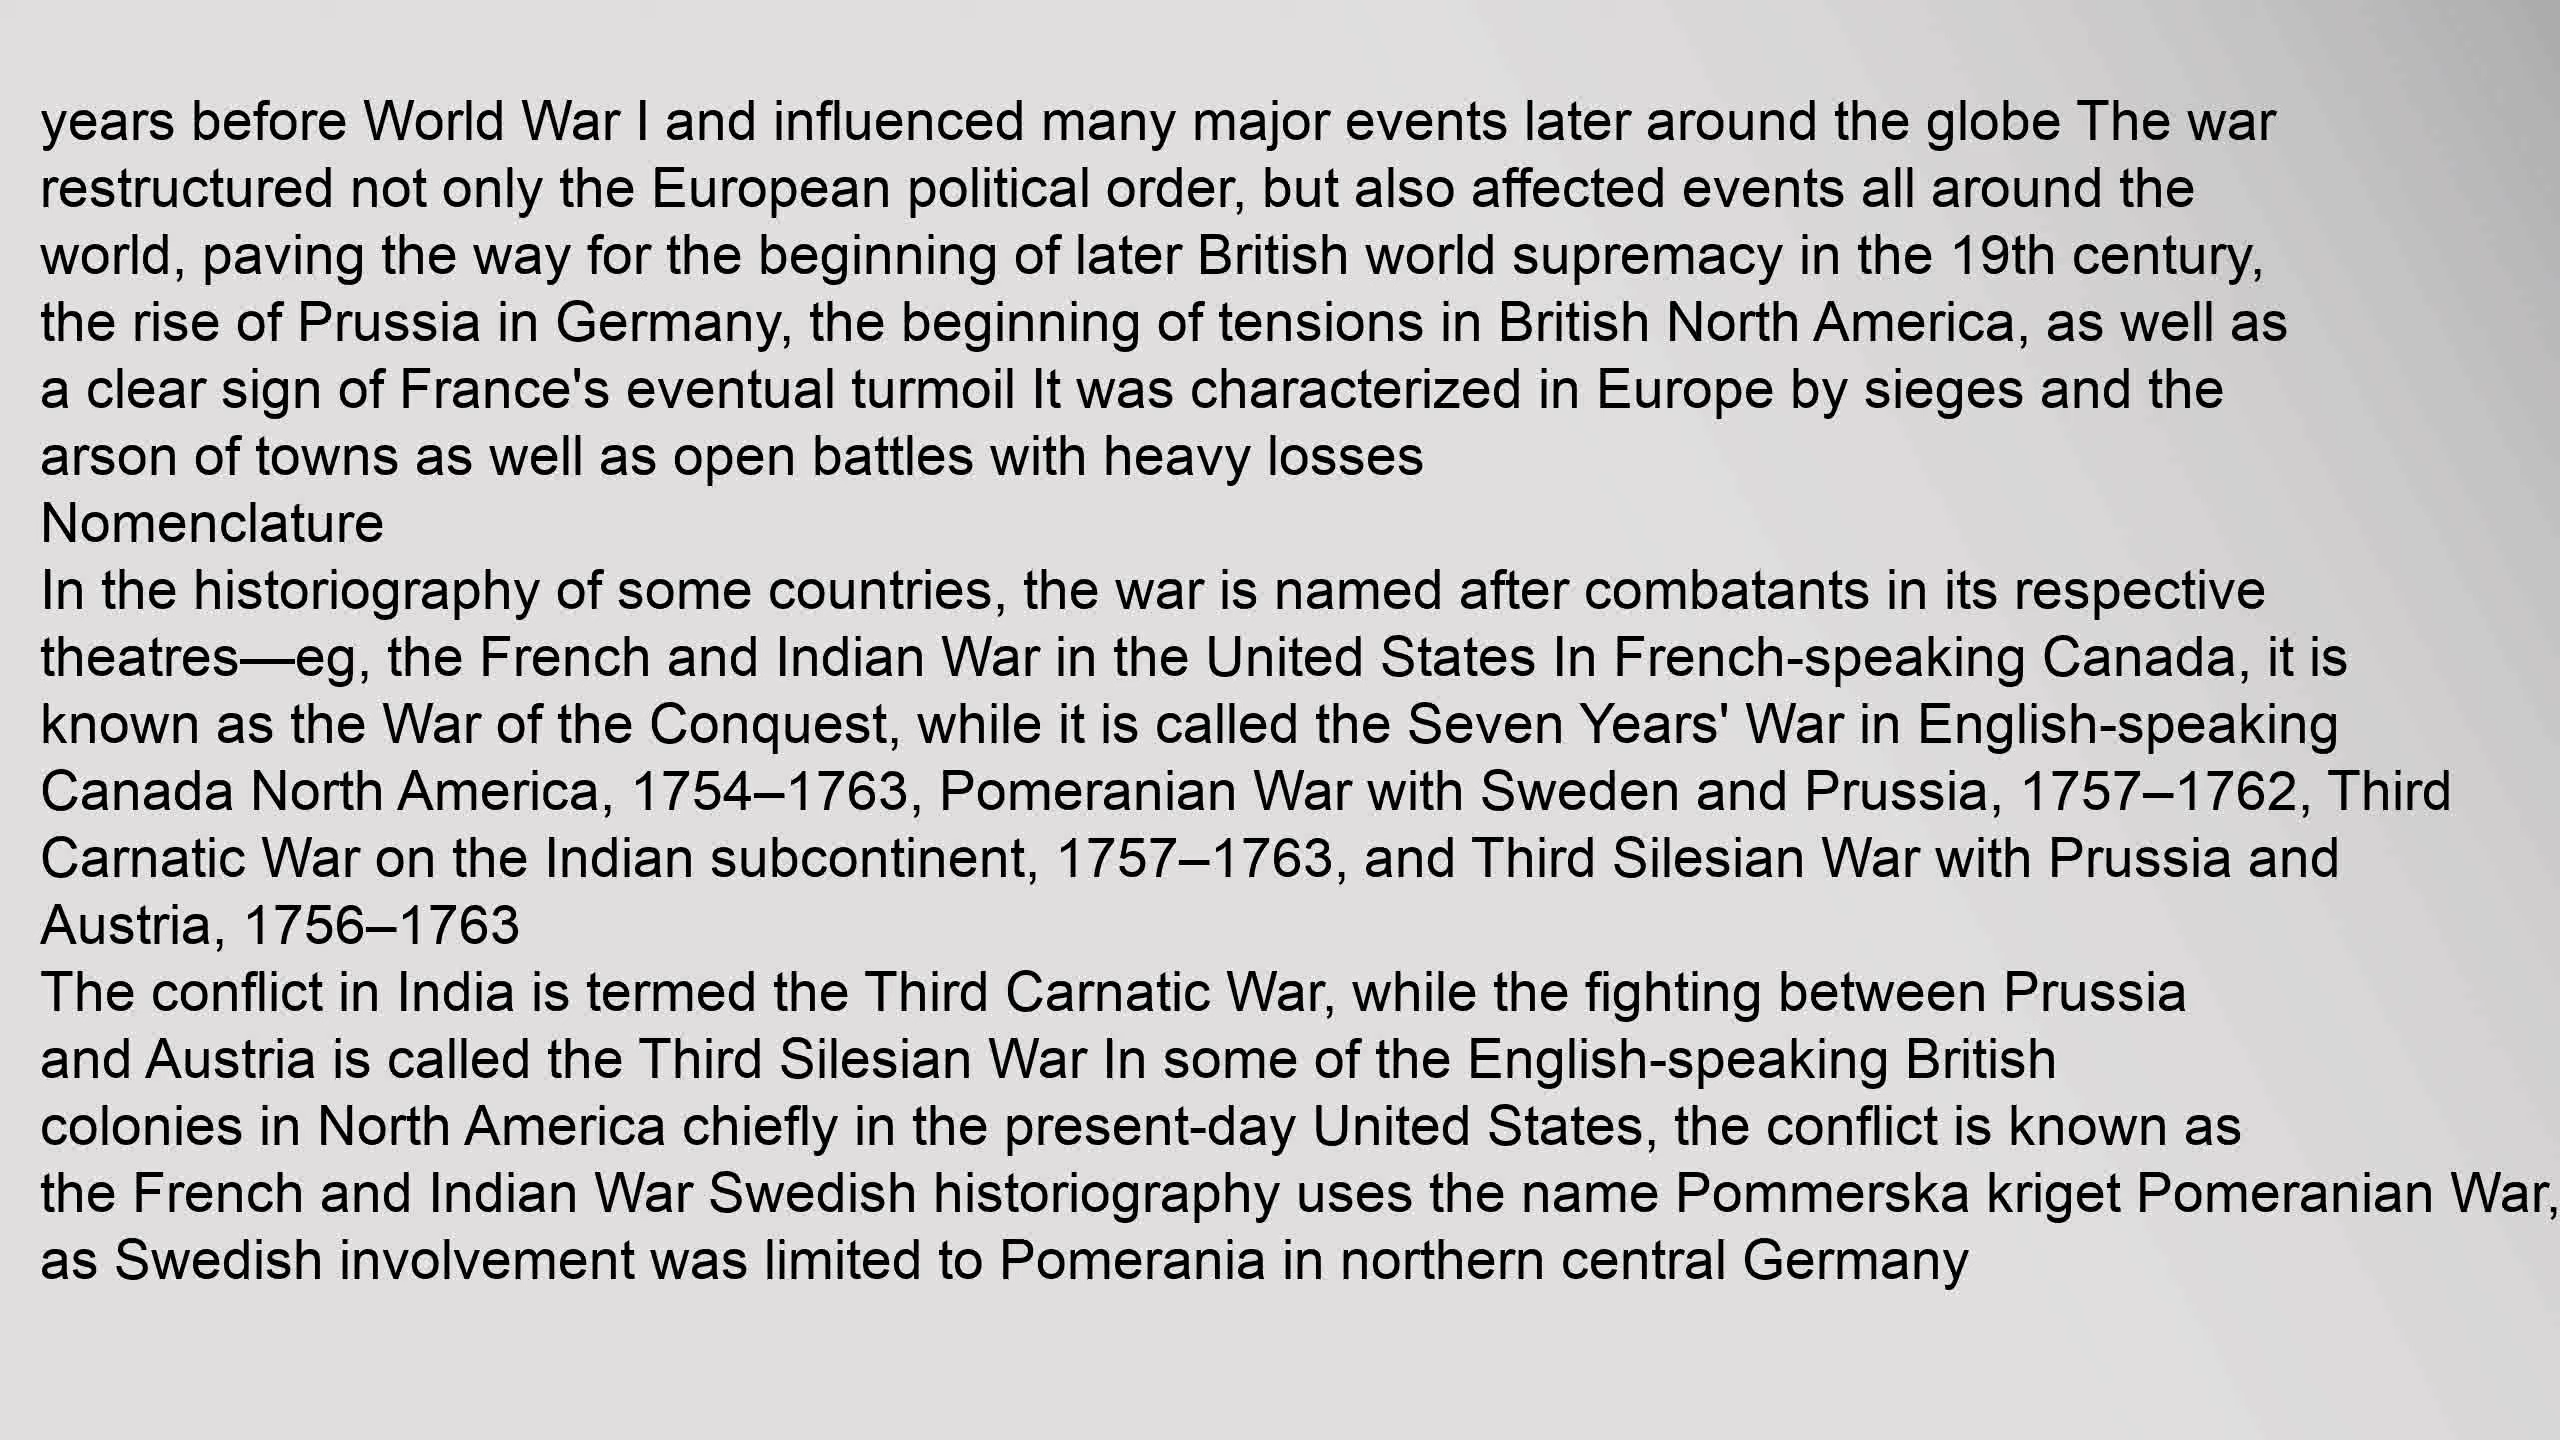 years before World War I and influenced many major events later around the globe The war
restructured not only the European political order, but also affected events all around the
world, paving the way for the beginning of later British world supremacy in the 19th century,
the rise of Prussia in Germany, the beginning of tensions in British North America, as well as
a clear sign of France's eventual turmoil It was characterized in Europe by sieges and the
arson of towns as well as open battles with heavy losses
Nomenclature
In the historiography of some countries, the war is named after combatants in its respective
theatres—eg, the French and Indian War in the United States In French-speaking Canada, it is
known as the War of the Conquest, while it is called the Seven Years' War in English-speaking
Canada North America, 1754–1763, Pomeranian War with Sweden and Prussia, 1757–1762, Third
Carnatic War on the Indian subcontinent, 1757–1763, and Third Silesian War with Prussia and
Austria, 1756–1763
The conflict in India is termed the Third Carnatic War, while the fighting between Prussia
and Austria is called the Third Silesian War In some of the English-speaking British
colonies in North America chiefly in the present-day United States, the conflict is known as
the French and Indian War Swedish historiography uses the name Pommerska kriget Pomeranian War,
as Swedish involvement was limited to Pomerania in northern central Germany